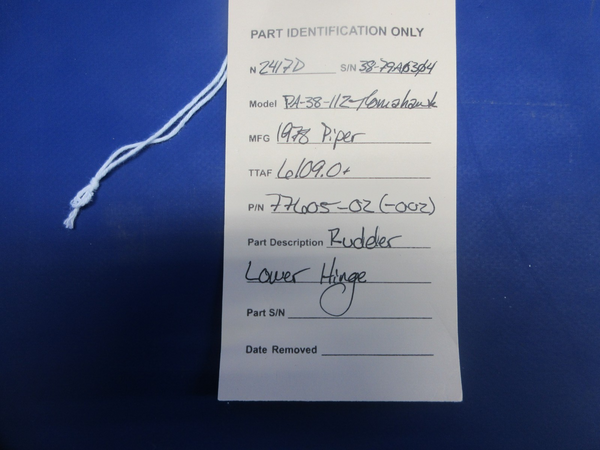 PART IDENTIFICATION ONLY
N 2417D S/N 38-79A0304
Model PA-38-112-Tomahawk
MFG 1978 Piper
TTAF 6109.0+
P/N 77605-02 (-002)
Part Description Rudder
Lower Hinge
Part S/N
Date Removed